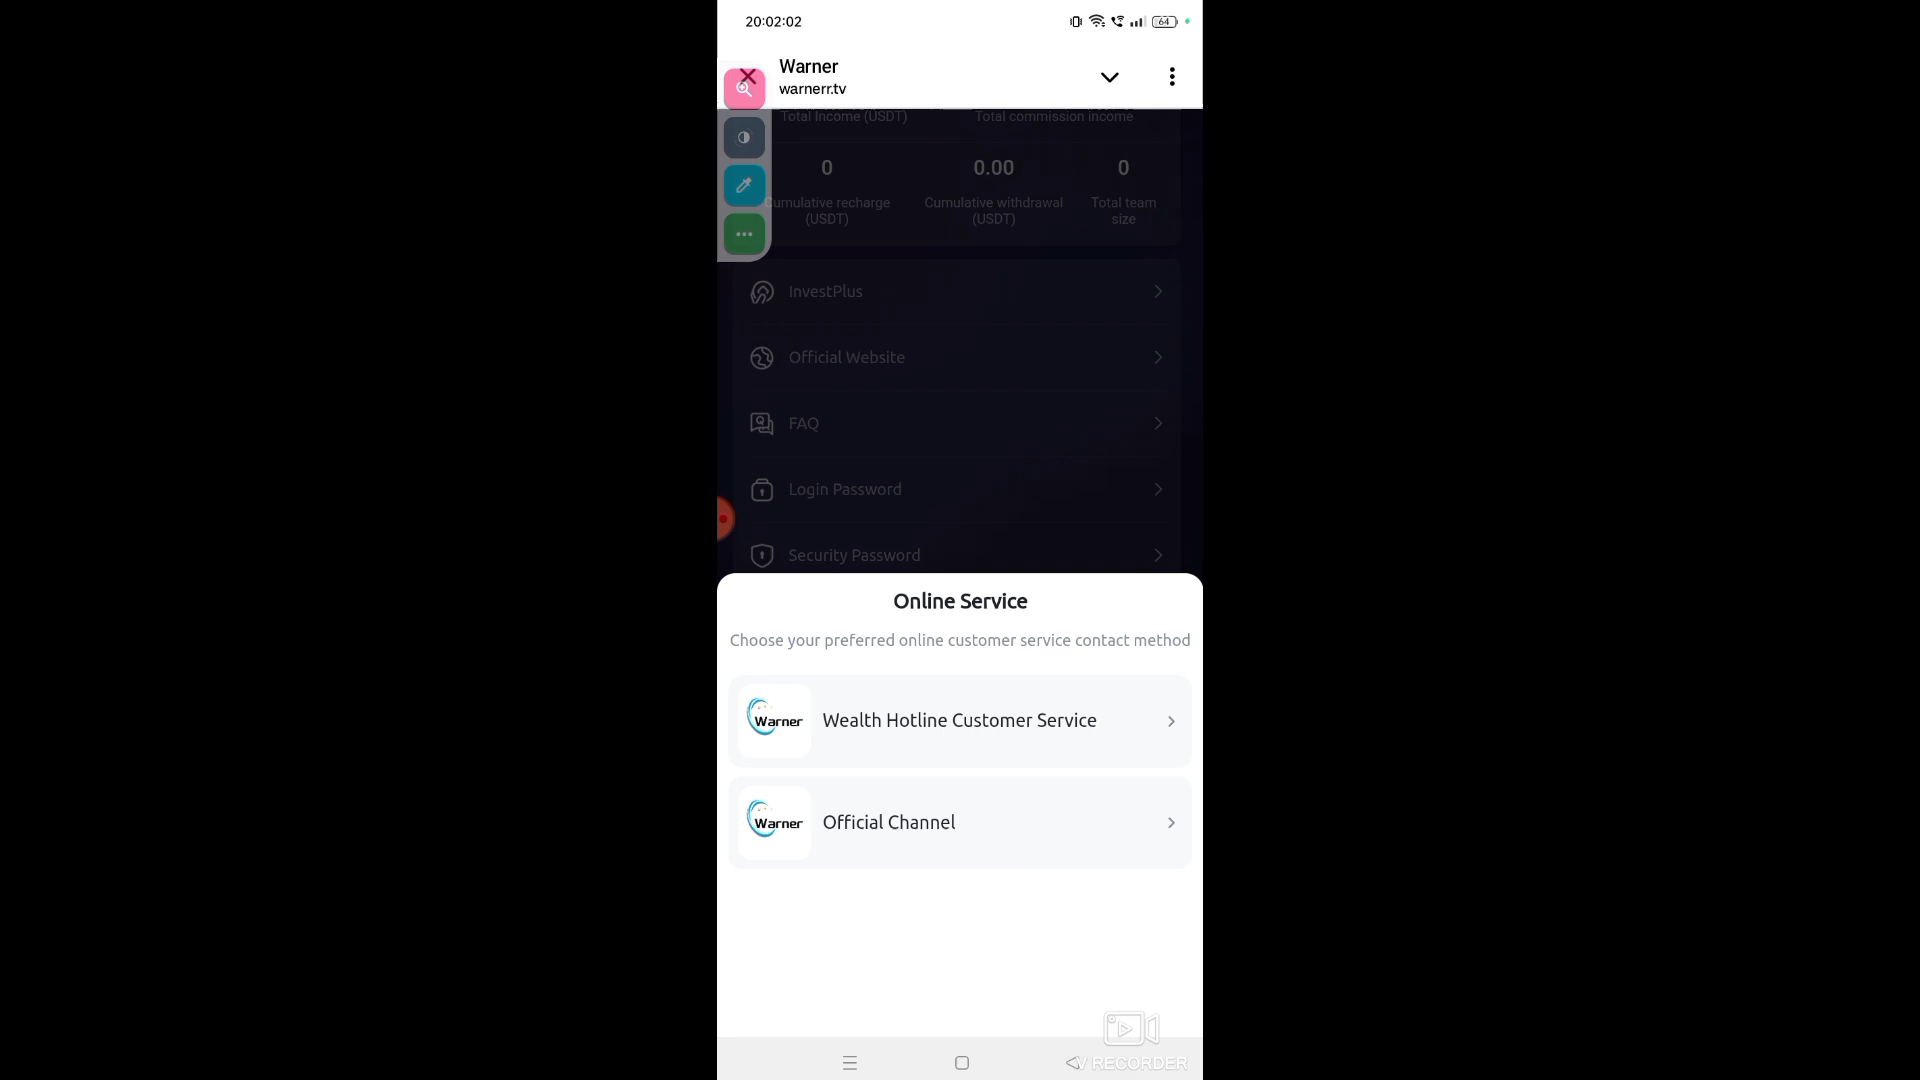 20:02:02
64
Warner
warnerr.tv
Total Income (USDT)
Total commission income
0
0.00
0
Cumulative recharge
(USDT)
Cumulative withdrawal
(USDT)
Total team
size
InvestPlus
Official Website
FAQ
Login Password
Security Password
Online Service
Choose your preferred online customer service contact method
Warner
Wealth Hotline Customer Service
Warner
Official Channel
V RECORDER